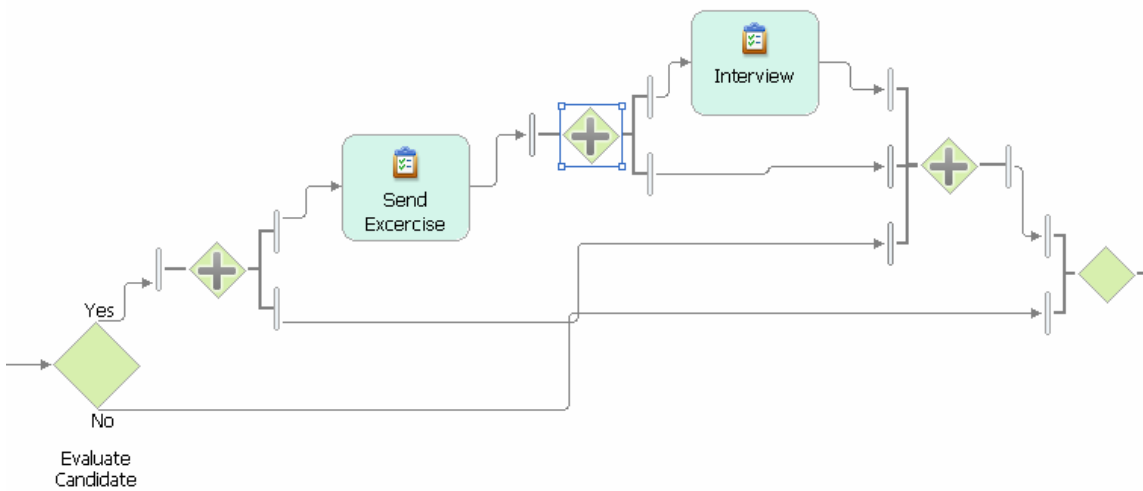 Interview
Send
Excercise
Yes
No
Evaluate
Candidate